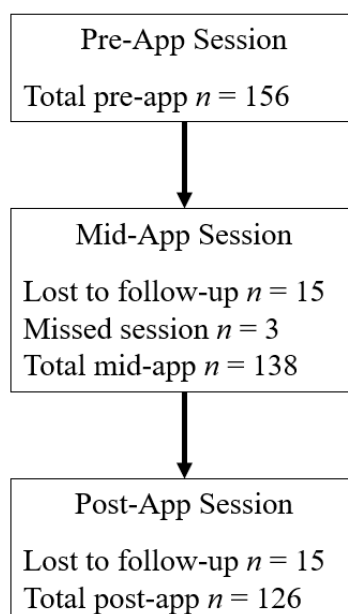 Pre-App Session
Total pre-app n = 156
Mid-App Session
Lost to follow-up n = 15
Missed session n = 3
Total mid-app n = 138
Post-App Session
Lost to follow-up n = 15
Total post-app n = 126